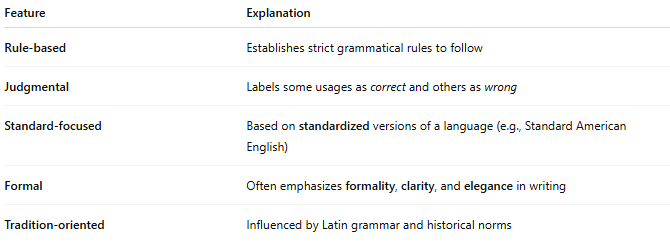 Feature Explanation
Rule-based Establishes strict grammatical rules to follow
Judgmental Labels some usages as correct and others as wrong
Standard-focused Based on standardized versions of a language (e.g., Standard American
English)
Formal Often emphasizes formality, clarity, and elegance in writing
Tradition-oriented Influenced by Latin grammar and historical norms